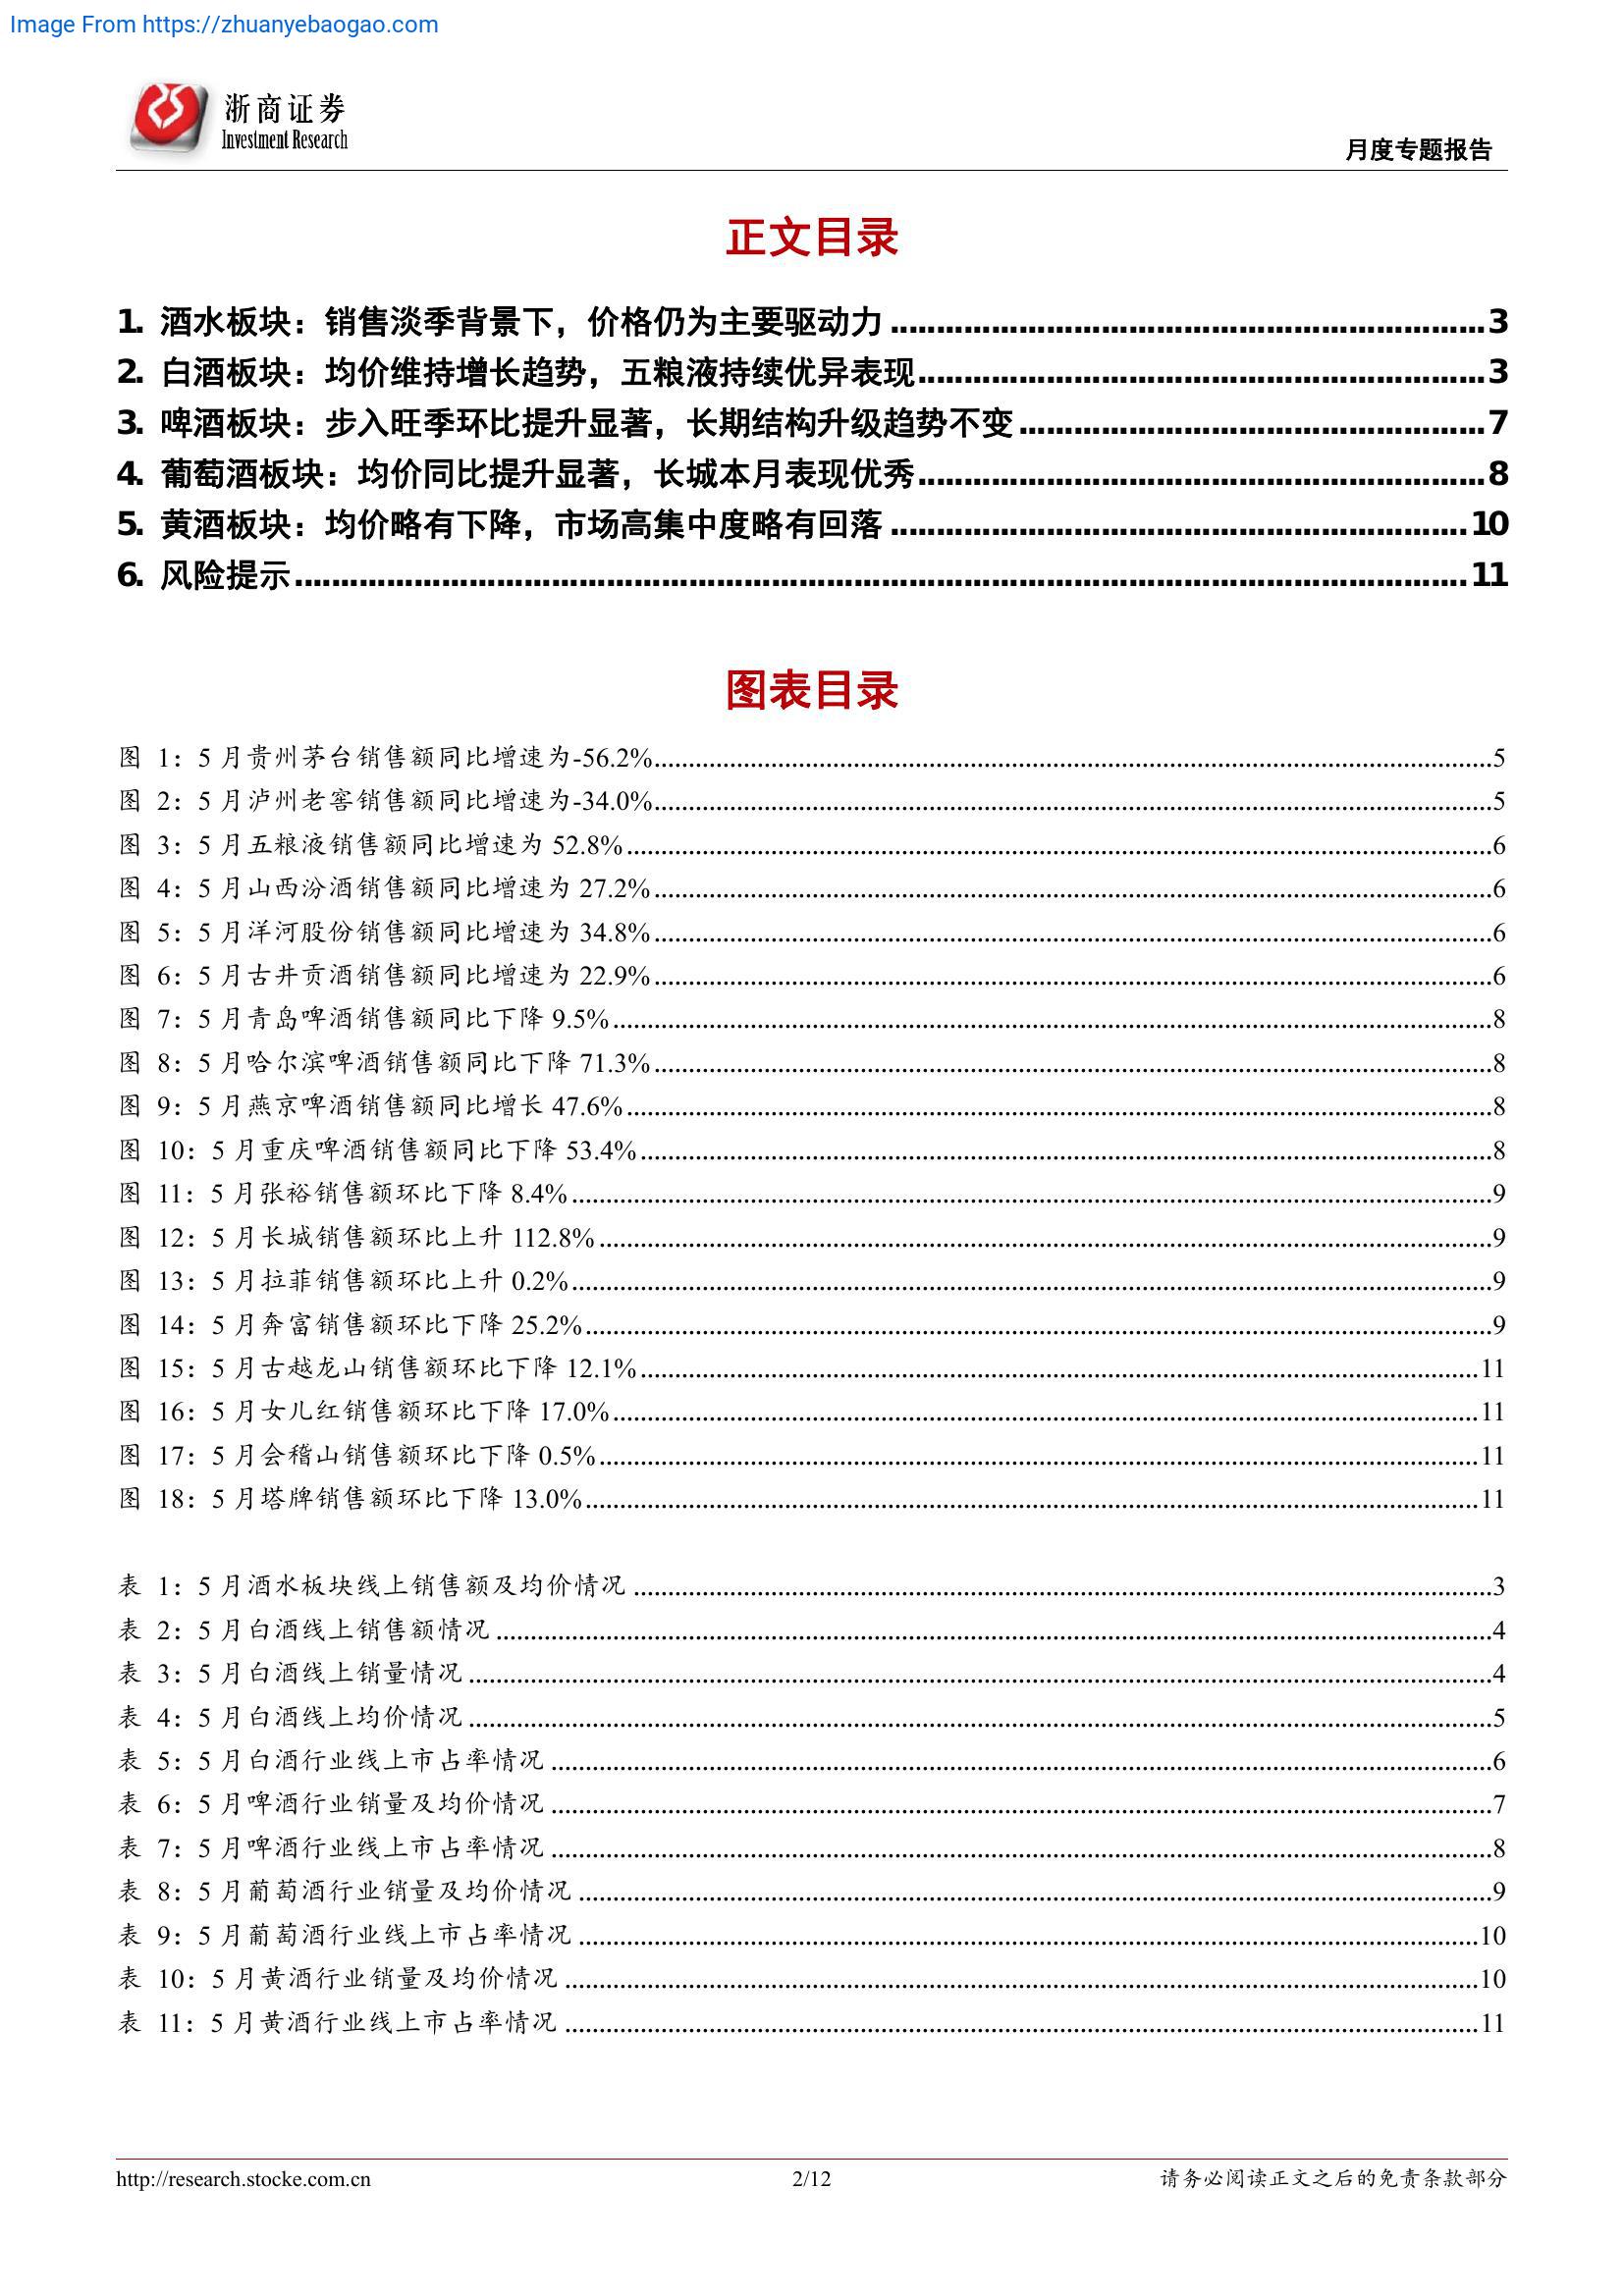 Image From https://zhuanyebaogao.com
浙商证券
Investment Research
月度专题报告
正文目录
1. 酒水板块：销售淡季背景下，价格仍为主要驱动力 3
2. 白酒板块：均价维持增长趋势，五粮液持续优异表现 3
3. 啤酒板块：步入旺季环比提升显著，长期结构升级趋势不变 7
4. 葡萄酒板块：均价同比提升显著，长城本月表现优秀 8
5. 黄酒板块：均价略有下降，市场高集中度略有回落 10
6. 风险提示 11
图表目录
图 1：5 月贵州茅台销售额同比增速为-56.2% 5
图 2：5 月泸州老窖销售额同比增速为-34.0% 5
图 3：5 月五粮液销售额同比增速为 52.8% 6
图 4：5 月山西汾酒销售额同比增速为 27.2% 6
图 5：5 月洋河股份销售额同比增速为 34.8% 6
图 6：5 月古井贡酒销售额同比增速为 22.9% 6
图 7：5 月青岛啤酒销售额同比下降 9.5% 8
图 8：5 月哈尔滨啤酒销售额同比下降 71.3% 8
图 9：5 月燕京啤酒销售额同比增长 47.6% 8
图 10：5 月重庆啤酒销售额同比下降 53.4% 8
图 11：5 月张裕销售额环比下降 8.4% 9
图 12：5 月长城销售额环比上升 112.8% 9
图 13：5 月拉菲销售额环比上升 0.2% 9
图 14：5 月奔富销售额环比下降 25.2% 9
图 15：5 月古越龙山销售额环比下降 12.1% 11
图 16：5 月女儿红销售额环比下降 17.0% 11
图 17：5 月会稽山销售额环比下降 0.5% 11
图 18：5 月塔牌销售额环比下降 13.0% 11
表 1：5 月酒水板块线上销售额及均价情况 3
表 2：5 月白酒线上销售额情况 4
表 3：5 月白酒线上销量情况 4
表 4：5 月白酒线上均价情况 5
表 5：5 月白酒行业线上市占率情况 6
表 6：5 月啤酒行业销量及均价情况 7
表 7：5 月啤酒行业线上市占率情况 8
表 8：5 月葡萄酒行业销量及均价情况 9
表 9：5 月葡萄酒行业线上市占率情况 10
表 10：5 月黄酒行业销量及均价情况 10
表 11：5 月黄酒行业线上市占率情况 11
http://research.stocke.com.cn
2/12
请务必阅读正文之后的免责条款部分